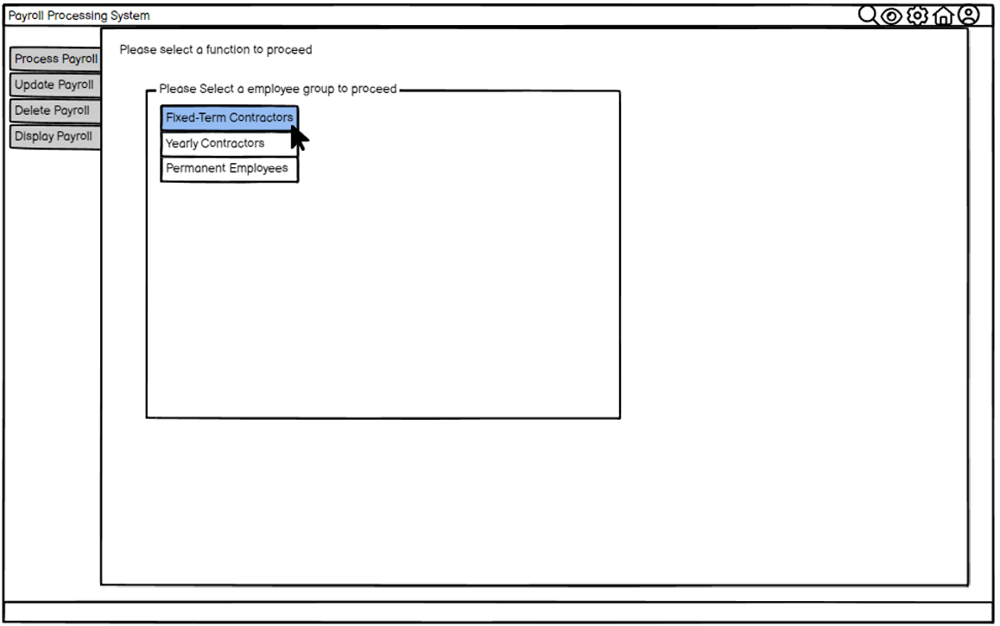 Payroll Processing System
Please select a function to proceed
Process Payroll
Update Payroll
Delete Payroll
Display Payroll
Please Select a employee group to proceed
Fixed-Term Contractors
Yearly Contractors
Permanent Employees